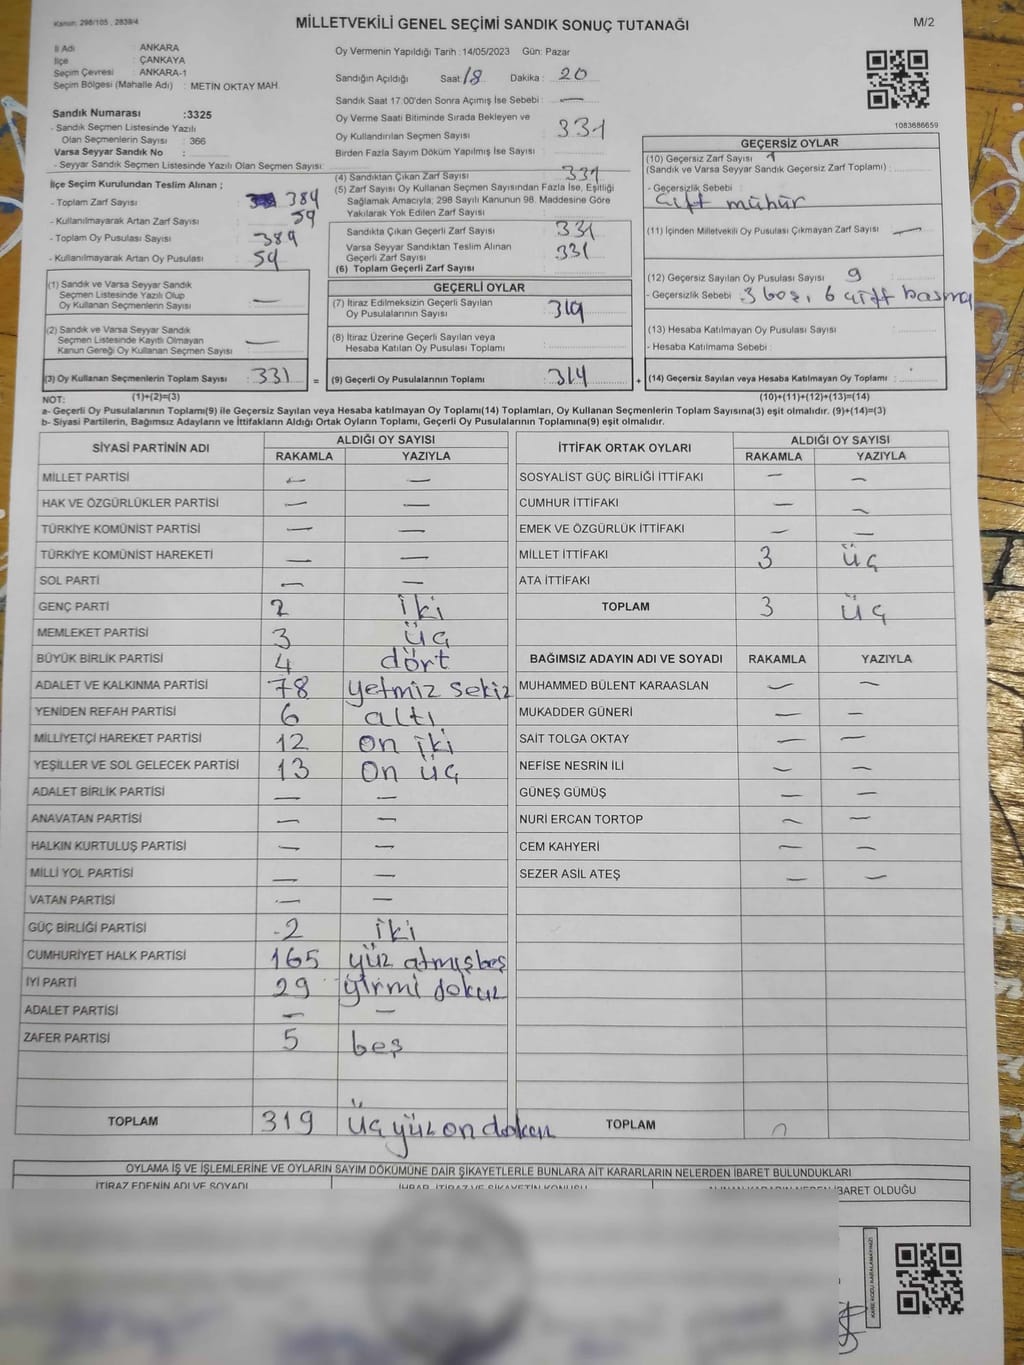 Kanun: 298/105 , 2839/4
MİLLETVEKİLİ GENEL SEÇİMİ SANDIK SONUÇ TUTANAĞI
M/2
İl Adı : ANKARA
İlçe : ÇANKAYA
Seçim Çevresi : ANKARA-1
Seçim Bölgesi (Mahalle Adı) : METİN OKTAY MAH.
Oy Vermenin Yapıldığı Tarih : 14/05/2023 Gün: Pazar
Sandığın Açıldığı Saat : 18 Dakika : 20
Sandık Saat 17:00'den Sonra Açımış İse Sebebi : —
Oy Verme Saati Bitiminde Sırada Bekleyen ve
Oy Kullandırılan Seçmen Sayısı : 331
Birden Fazla Sayım Döküm Yapılmış İse Sayısı :
Sandık Numarası :3325
- Sandık Seçmen Listesinde Yazılı
Olan Seçmenlerin Sayısı : 366
Varsa Seyyar Sandık No :
- Seyyar Sandık Seçmen Listesinde Yazılı Olan Seçmen Sayısı:
İlçe Seçim Kurulundan Teslim Alınan ;
- Toplam Zarf Sayısı : 384
- Kullanılmayarak Artan Zarf Sayısı : 59
- Toplam Oy Pusulası Sayısı : 389
- Kullanılmayarak Artan Oy Pusulası : 59
(1) Sandık ve Varsa Seyyar Sandık
Seçmen Listesinde Yazılı Olup
Oy Kullanan Seçmenlerin Sayısı : —
(2) Sandık ve Varsa Seyyar Sandık
Seçmen Listesinde Kayıtlı Olmayan
Kanun Gereği Oy Kullanan Seçmen Sayısı : —
(3) Oy Kullanan Seçmenlerin Toplam Sayısı : 331 =
(1)+(2)=(3)
(4) Sandıktan Çıkan Zarf Sayısı : 331
(5) Zarf Sayısı Oy Kullanan Seçmen Sayısından Fazla İse, Eşitliği
Sağlamak Amacıyla, 298 Sayılı Kanunun 98. Maddesine Göre
Yakılarak Yok Edilen Zarf Sayısı :
Sandıkta Çıkan Geçerli Zarf Sayısı : 331
Varsa Seyyar Sandıktan Teslim Alınan
Geçerli Zarf Sayısı : 331
(6) Toplam Geçerli Zarf Sayısı :
GEÇERLİ OYLAR
(7) İtiraz Edilmeksizin Geçerli Sayılan
Oy Pusulalarının Sayısı : 319
(8) İtiraz Üzerine Geçerli Sayılan veya
Hesaba Katılan Oy Pusulası Toplamı :
(9) Geçerli Oy Pusulalarının Toplamı : 314 +
1083686659
GEÇERSİZ OYLAR
(10) Geçersiz Zarf Sayısı : 1
(Sandık ve Varsa Seyyar Sandık Geçersiz Zarf Toplamı) :
- Geçersizlik Sebebi :
Çift mühür
(11) İçinden Milletvekili Oy Pusulası Çıkmayan Zarf Sayısı : —
(12) Geçersiz Sayılan Oy Pusulası Sayısı : 9
- Geçersizlik Sebebi : 3 boş, 6 çift basma
(13) Hesaba Katılmayan Oy Pusulası Sayısı :
- Hesaba Katılmama Sebebi :
(14) Geçersiz Sayılan veya Hesaba Katılmayan Oy Toplamı :
(10)+(11)+(12)+(13)=(14)
NOT:
a- Geçerli Oy Pusulalarının Toplamı(9) ile Geçersiz Sayılan veya Hesaba katılmayan Oy Toplamı(14) Toplamları, Oy Kullanan Seçmenlerin Toplam Sayısına(3) eşit olmalıdır. (9)+(14)=(3)
b- Siyasi Partilerin, Bağımsız Adayların ve İttifakların Aldığı Ortak Oyların Toplamı, Geçerli Oy Pusulalarının Toplamına(9) eşit olmalıdır.
SİYASİ PARTİNİN ADI ALDIĞI OY SAYISI
RAKAMLA YAZIYLA
MİLLET PARTİSİ — —
HAK VE ÖZGÜRLÜKLER PARTİSİ — —
TÜRKİYE KOMÜNİST PARTİSİ — —
TÜRKİYE KOMÜNİST HAREKETİ — —
SOL PARTİ — —
GENÇ PARTİ 2 iki
MEMLEKET PARTİSİ 3 üç
BÜYÜK BİRLİK PARTİSİ 4 dört
ADALET VE KALKINMA PARTİSİ 78 yetmiz sekiz
YENİDEN REFAH PARTİSİ 6 altı
MİLLİYETÇİ HAREKET PARTİSİ 12 on iki
YEŞİLLER VE SOL GELECEK PARTİSİ 13 on üç
ADALET BİRLİK PARTİSİ — —
ANAVATAN PARTİSİ — —
HALKIN KURTULUŞ PARTİSİ — —
MİLLİ YOL PARTİSİ — —
VATAN PARTİSİ — —
GÜÇ BİRLİĞİ PARTİSİ 2 iki
CUMHURİYET HALK PARTİSİ 165 yüz atmışbeş
İYİ PARTİ 29 yirmi dokuz
ADALET PARTİSİ — —
ZAFER PARTİSİ 5 beş
TOPLAM 319 üçyüz on dokuz
İTTİFAK ORTAK OYLARI ALDIĞI OY SAYISI
RAKAMLA YAZIYLA
SOSYALİST GÜÇ BİRLİĞİ İTTİFAKI — —
CUMHUR İTTİFAKI — —
EMEK VE ÖZGÜRLÜK İTTİFAKI — —
MİLLET İTTİFAKI 3 üç
ATA İTTİFAKI
TOPLAM 3 üç
BAĞIMSIZ ADAYIN ADI VE SOYADI RAKAMLA YAZIYLA
MUHAMMED BÜLENT KARAASLAN — —
MUKADDER GÜNERİ — —
SAİT TOLGA OKTAY — —
NEFİSE NESRİN İLİ — —
GÜNEŞ GÜMÜŞ — —
NURİ ERCAN TORTOP — —
CEM KAHYERİ — —
SEZER ASİL ATEŞ — —
TOPLAM
OYLAMA İŞ VE İŞLEMLERİNE VE OYLARIN SAYIM DÖKÜMÜNE DAİR ŞİKAYETLERLE BUNLARA AİT KARARLARIN NELERDEN İBARET BULUNDUKLARI
İTİRAZ EDENİN ADI VE SOYADI İHBAR, İTİRAZ VE ŞİKAYETİN KONUSU ALINAN KARARIN NEDEN İBARET OLDUĞU
KARE KODU KARALAMAYINIZ!